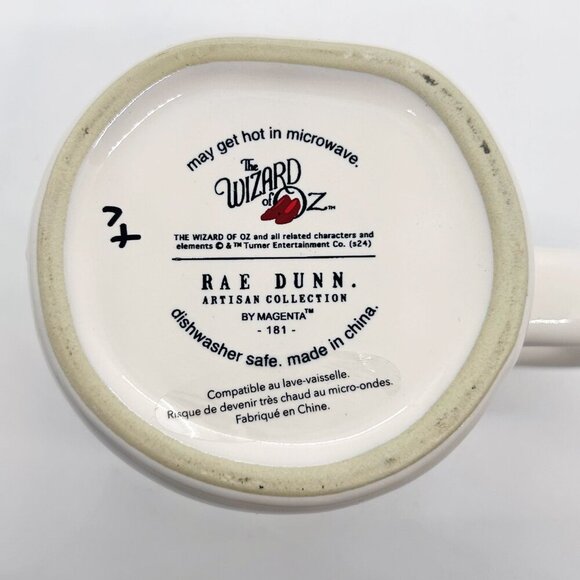 may get hot in microwave.
The
WIZARD
of OZ™
THE WIZARD OF OZ and all related characters and
elements © & ™ Turner Entertainment Co. (s24)
RAE DUNN.
ARTISAN COLLECTION
BY MAGENTA™
- 181 -
dishwasher safe. made in china.
Compatible au lave-vaisselle.
Risque de devenir très chaud au micro-ondes.
Fabriqué en Chine.